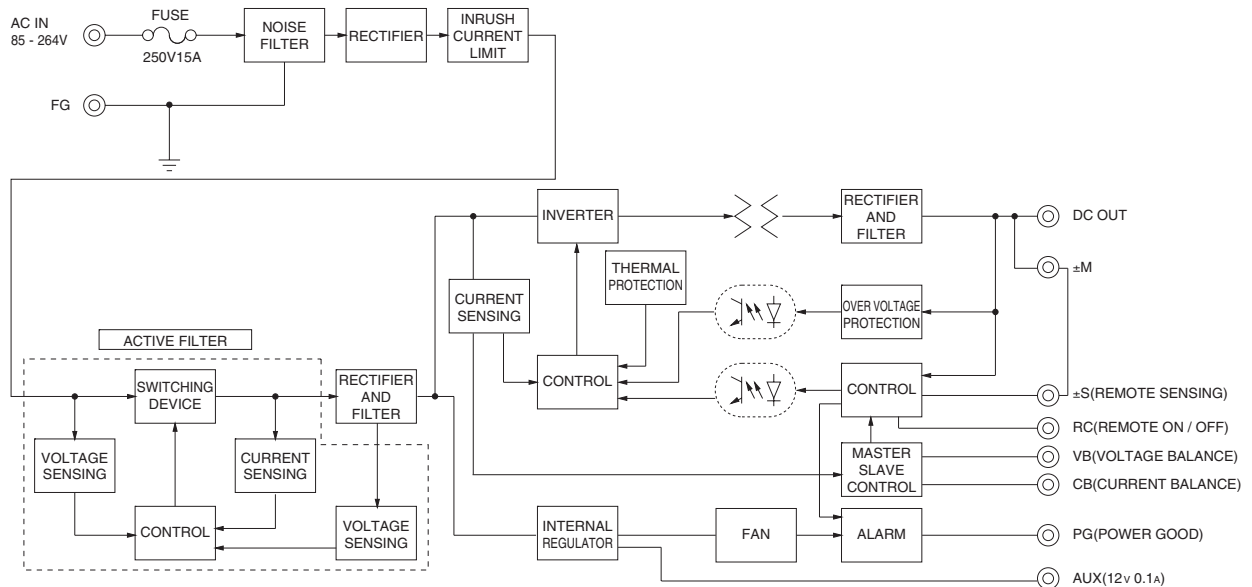 AC IN
85 - 264V
FUSE
250V15A
NOISE
FILTER
RECTIFIER
INRUSH
CURRENT
LIMIT
FG
INVERTER
RECTIFIER
AND
FILTER
DC OUT
±M
THERMAL
PROTECTION
CURRENT
SENSING
OVER VOLTAGE
PROTECTION
CONTROL
CONTROL
±S(REMOTE SENSING)
RC(REMOTE ON / OFF)
ACTIVE FILTER
SWITCHING
DEVICE
RECTIFIER
AND
FILTER
VOLTAGE
SENSING
CURRENT
SENSING
MASTER
SLAVE
CONTROL
VB(VOLTAGE BALANCE)
CB(CURRENT BALANCE)
CONTROL
VOLTAGE
SENSING
INTERNAL
REGULATOR
FAN
ALARM
PG(POWER GOOD)
AUX(12V 0.1A)